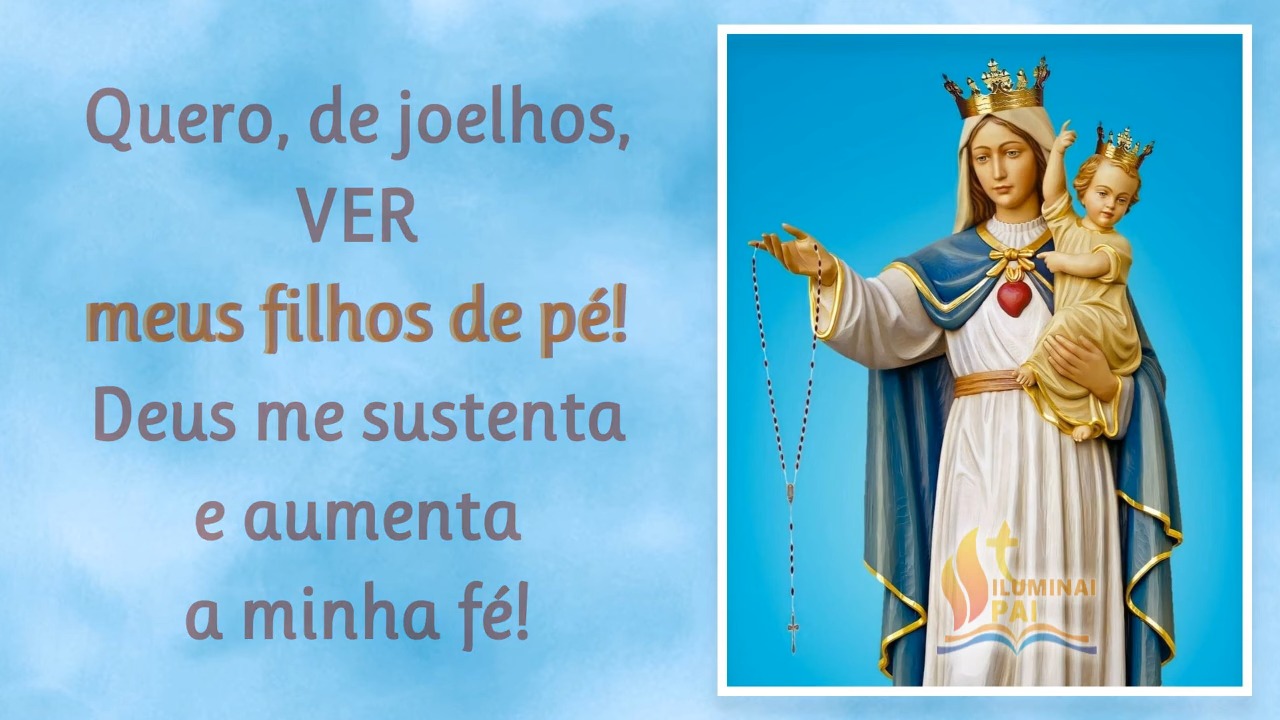 Quero, de joelhos,
VER
meus filhos de pé!
Deus me sustenta
e aumenta
a minha fé!
ILUMINAI
PAI